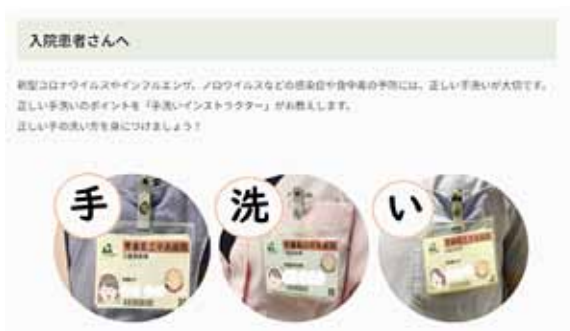 入院患者さんへ
新型コロナウイルスやインフルエンザ、ノロウイルスなどの感染症や食中毒の予防には、正しい手洗いが大切です。
正しい手洗いのポイントを「手洗いインストラクター」がお教えします。
正しい手の洗い方を身につけましょう！
手
洗
い